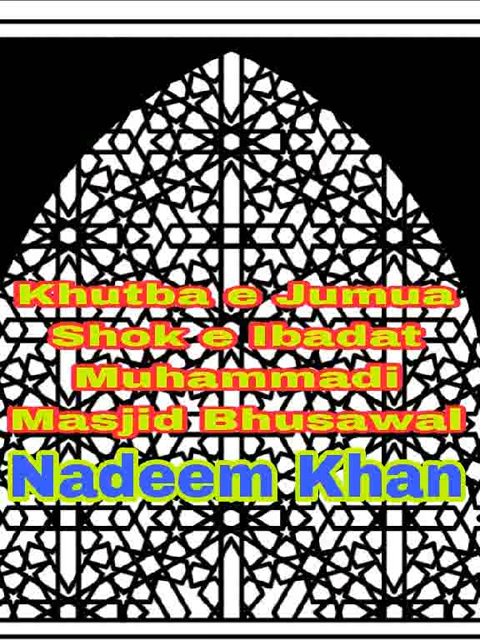 Khutba e Jumua
Shok e Ibadat
Muhammadi
Masjid Bhusawal
Nadeem Khan